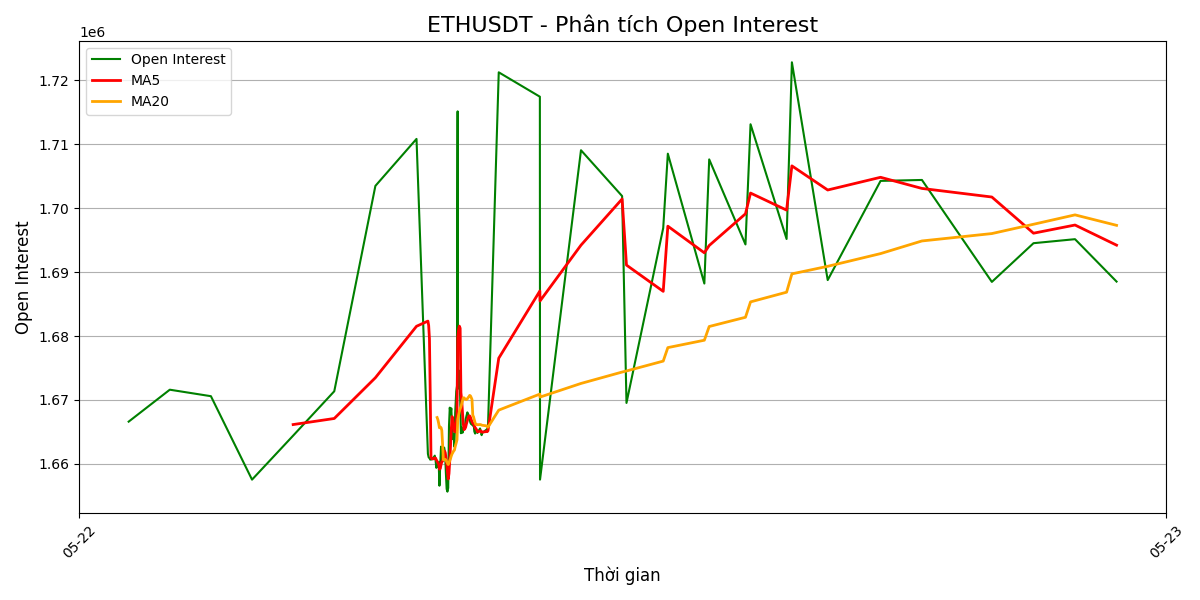 ETHUSDT - Phân tích Open Interest
1e6
Open Interest
MA5
MA20
1.72
1.71
1.70
1.69
1.68
1.67
1.66
Open Interest
05-22
05-23
Thời gian